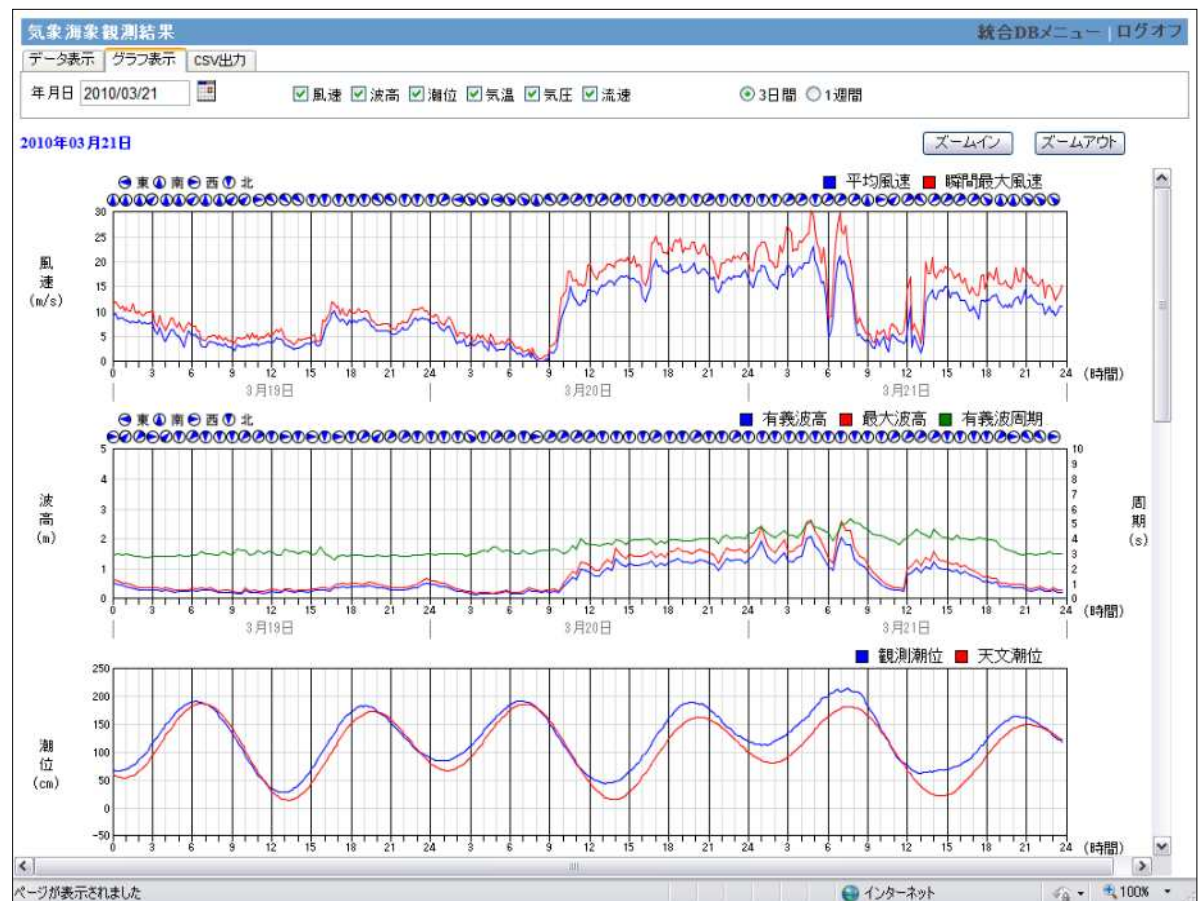 気象海象観測結果 統合DBメニュー | ログオフ
データ表示 グラフ表示 CSV出力
年月日 2010/03/21 風速 波高 潮位 気温 気圧 流速 3日間 1週間
2010年03月21日 ズームイン ズームアウト
東 南 西 北 平均風速 瞬間最大風速
30
25
20
15
10
5
0
風速
(m/s)
0 3 6 9 12 15 18 21 24 3 6 9 12 15 18 21 24 3 6 9 12 15 18 21 24 (時間)
3月19日 3月20日 3月21日
東 南 西 北 有義波高 最大波高 有義波周期
5
4
3
2
1
0
波高
(m)
10
9
8
7
6
5
4
3
2
1
0
周期
(s)
0 3 6 9 12 15 18 21 24 3 6 9 12 15 18 21 24 3 6 9 12 15 18 21 24 (時間)
3月19日 3月20日 3月21日
観測潮位 天文潮位
250
200
150
100
50
0
-50
潮位
(cm)
0 3 6 9 12 15 18 21 24 3 6 9 12 15 18 21 24 3 6 9 12 15 18 21 24 (時間)
ページが表示されました インターネット 100%